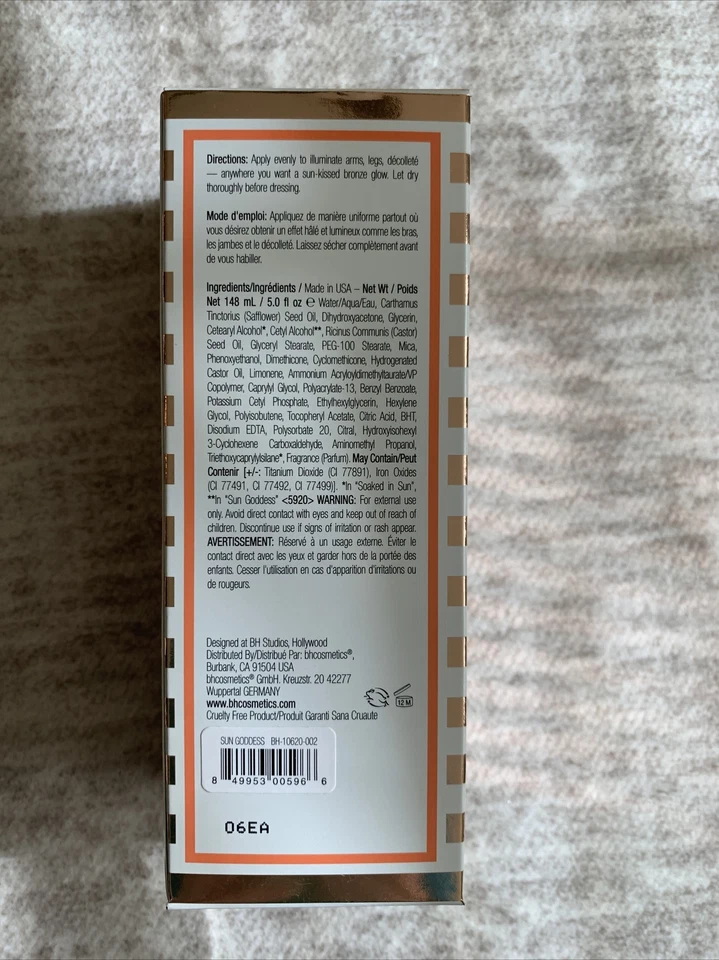 Directions: Apply evenly to illuminate arms, legs, décolleté
— anywhere you want a sun-kissed bronze glow. Let dry
thoroughly before dressing.
Mode d'emploi: Appliquez de manière uniforme partout où
vous désirez obtenir un effet hâlé et lumineux comme les bras,
les jambes et le décolleté. Laissez sécher complètement avant
de vous habiller.
Ingredients/Ingrédients / Made in USA – Net Wt / Poids
Net 148 mL / 5.0 fl oz ℮ Water/Aqua/Eau, Carthamus
Tinctorius (Safflower) Seed Oil, Dihydroxyacetone, Glycerin,
Cetearyl Alcohol*, Cetyl Alcohol**, Ricinus Communis (Castor)
Seed Oil, Glyceryl Stearate, PEG-100 Stearate, Mica,
Phenoxyethanol, Dimethicone, Cyclomethicone, Hydrogenated
Castor Oil, Limonene, Ammonium Acryloyldimethyltaurate/VP
Copolymer, Caprylyl Glycol, Polyacrylate-13, Benzyl Benzoate,
Potassium Cetyl Phosphate, Ethylhexylglycerin, Hexylene
Glycol, Polyisobutene, Tocopheryl Acetate, Citric Acid, BHT,
Disodium EDTA, Polysorbate 20, Citral, Hydroxyisohexyl
3-Cyclohexene Carboxaldehyde, Aminomethyl Propanol,
Triethoxycaprylylsilane*, Fragrance (Parfum). May Contain/Peut
Contenir [+/-: Titanium Dioxide (CI 77891), Iron Oxides
(CI 77491, CI 77492, CI 77499)]. *In "Soaked in Sun",
**In "Sun Goddess" <5920> WARNING: For external use
only. Avoid direct contact with eyes and keep out of reach of
children. Discontinue use if signs of irritation or rash appear.
AVERTISSEMENT: Réservé à un usage externe. Éviter le
contact direct avec les yeux et garder hors de la portée des
enfants. Cesser l'utilisation en cas d'apparition d'irritations ou
de rougeurs.
Designed at BH Studios, Hollywood
Distributed By/Distribué Par: bhcosmetics®,
Burbank, CA 91504 USA
bhcosmetics® GmbH. Kreuzstr. 20 42277
Wuppertal GERMANY
www.bhcosmetics.com
12 M
Cruelty Free Product/Produit Garanti Sana Cruaute
SUN GODDESS BH-10620-002
8 49953 00596 6
06EA